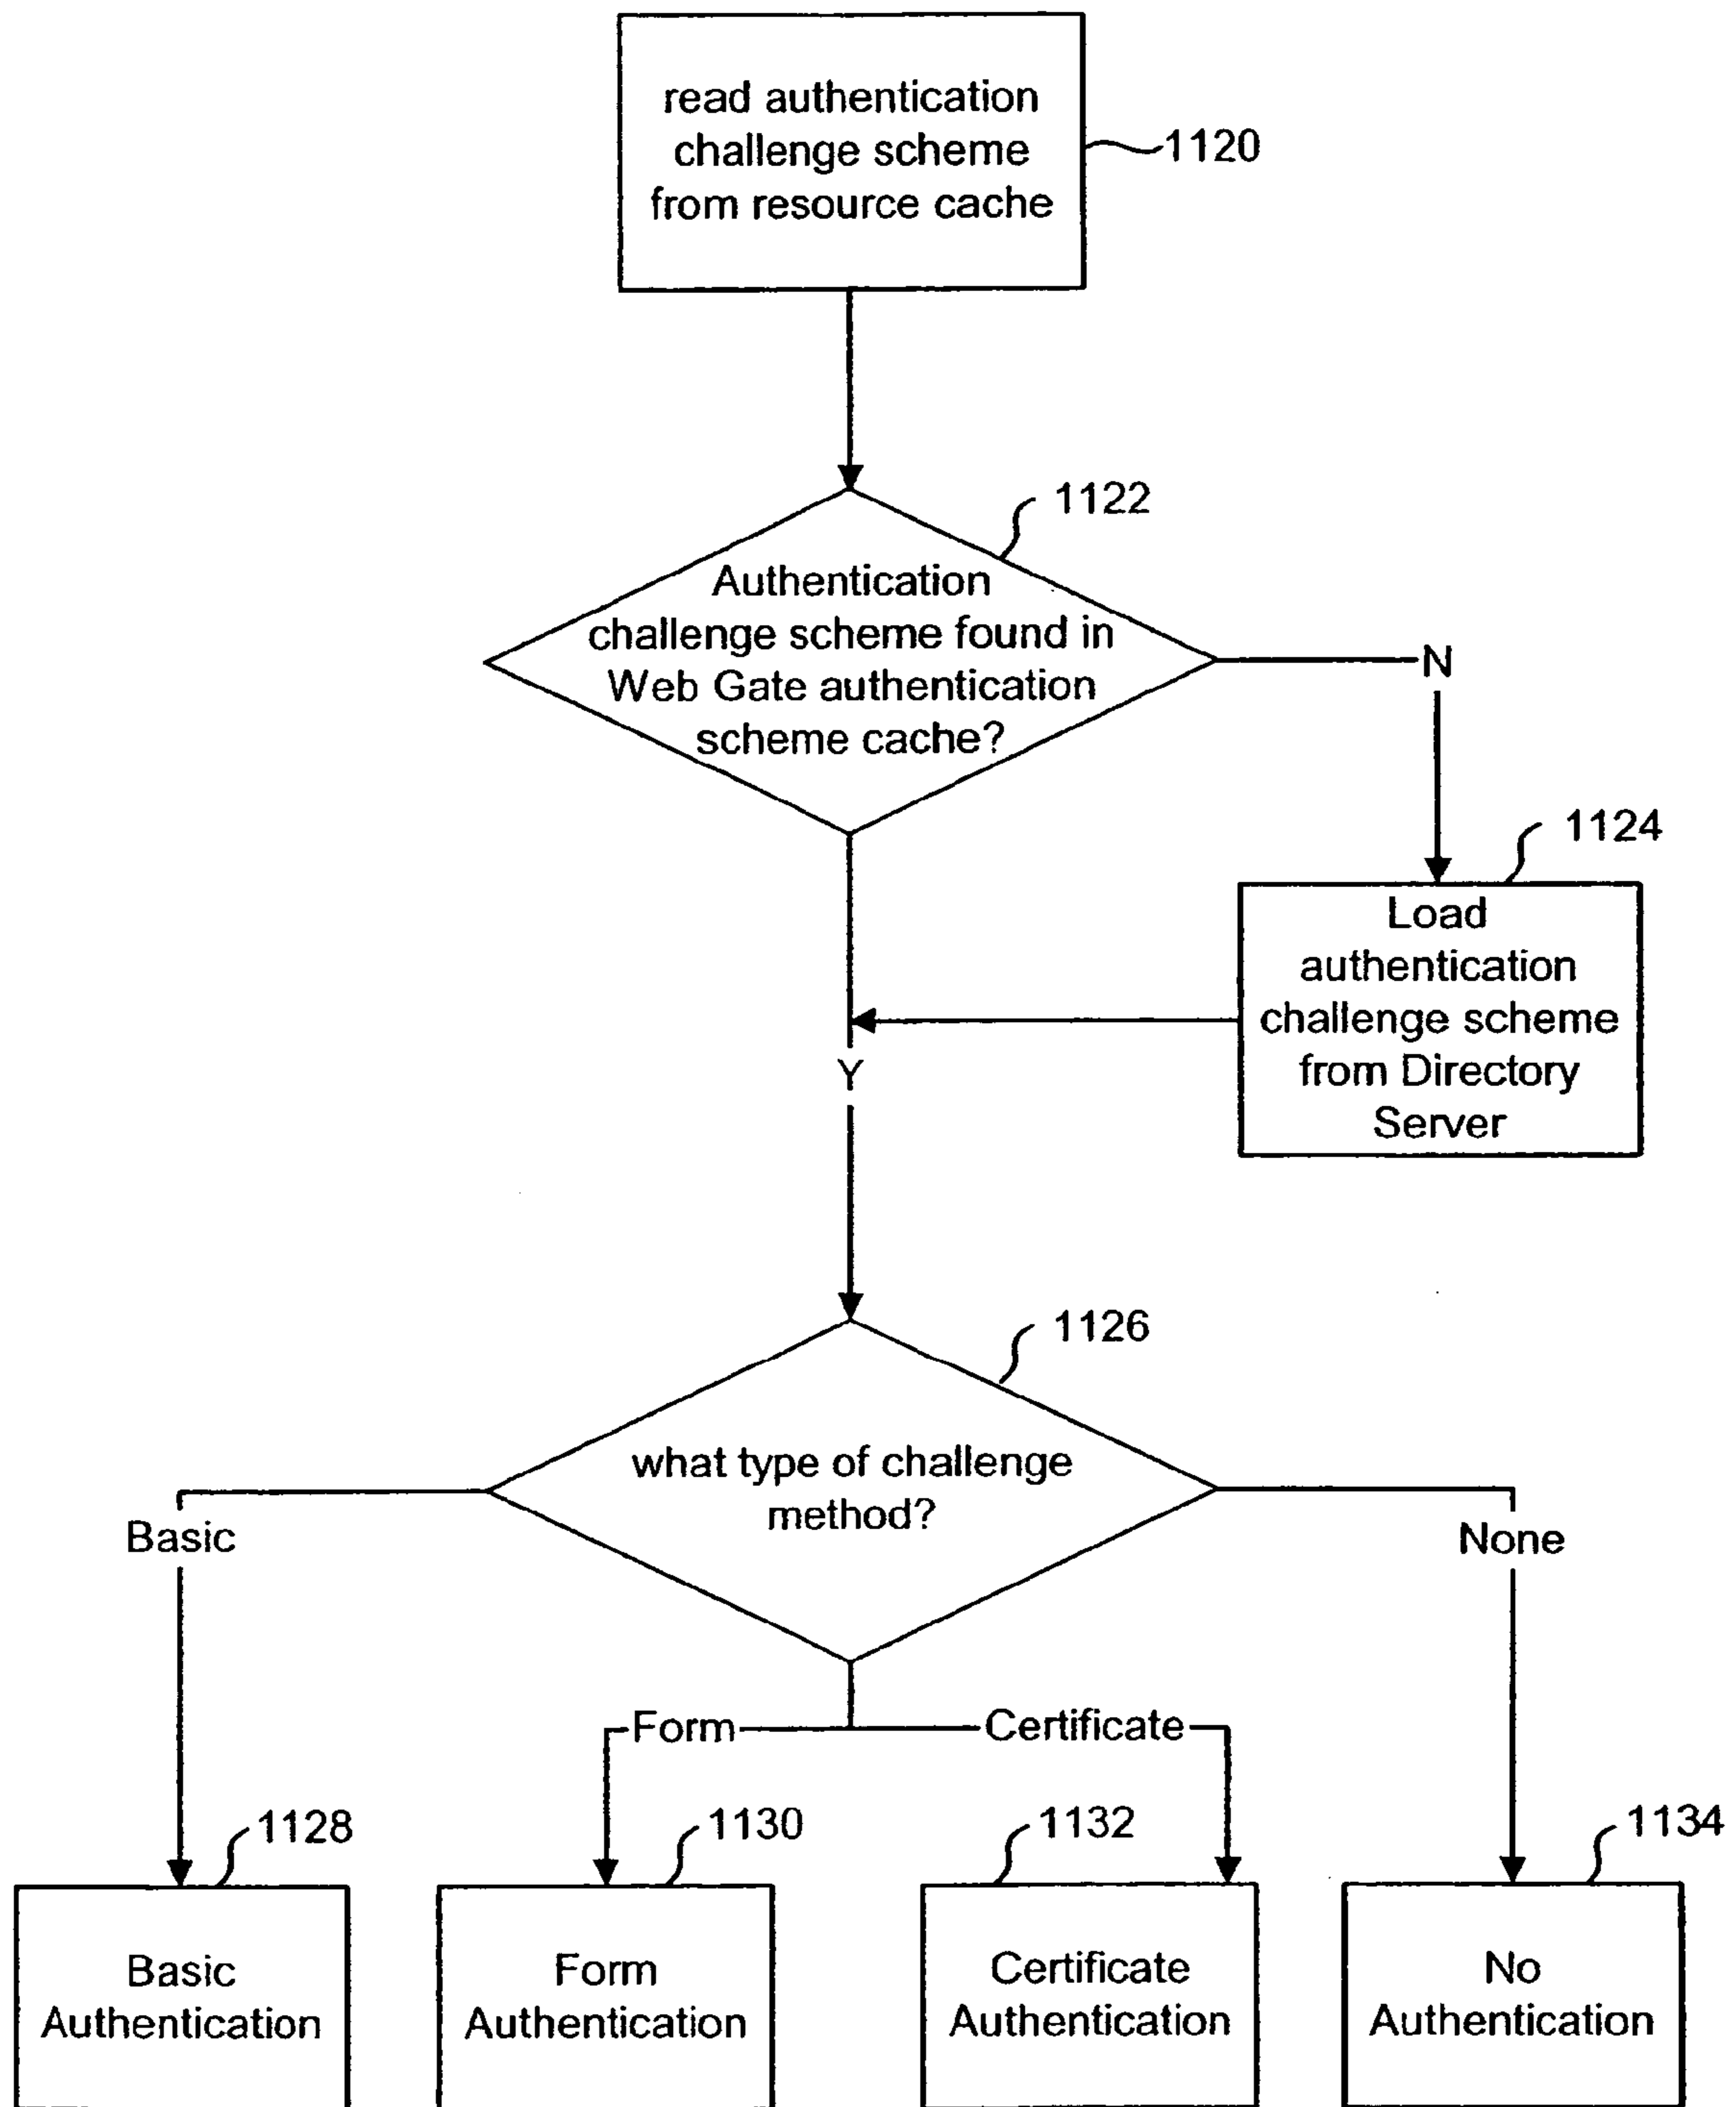 read authentication
challenge scheme
from resource cache
1120
1122
Authentication
challenge scheme found in
Web Gate authentication
scheme cache?
N
1124
Load
authentication
challenge scheme
from Directory
Server
Y
1126
what type of challenge
method?
Basic
None
Form
Certificate
1128
1130
1132
1134
Basic
Authentication
Form
Authentication
Certificate
Authentication
No
Authentication